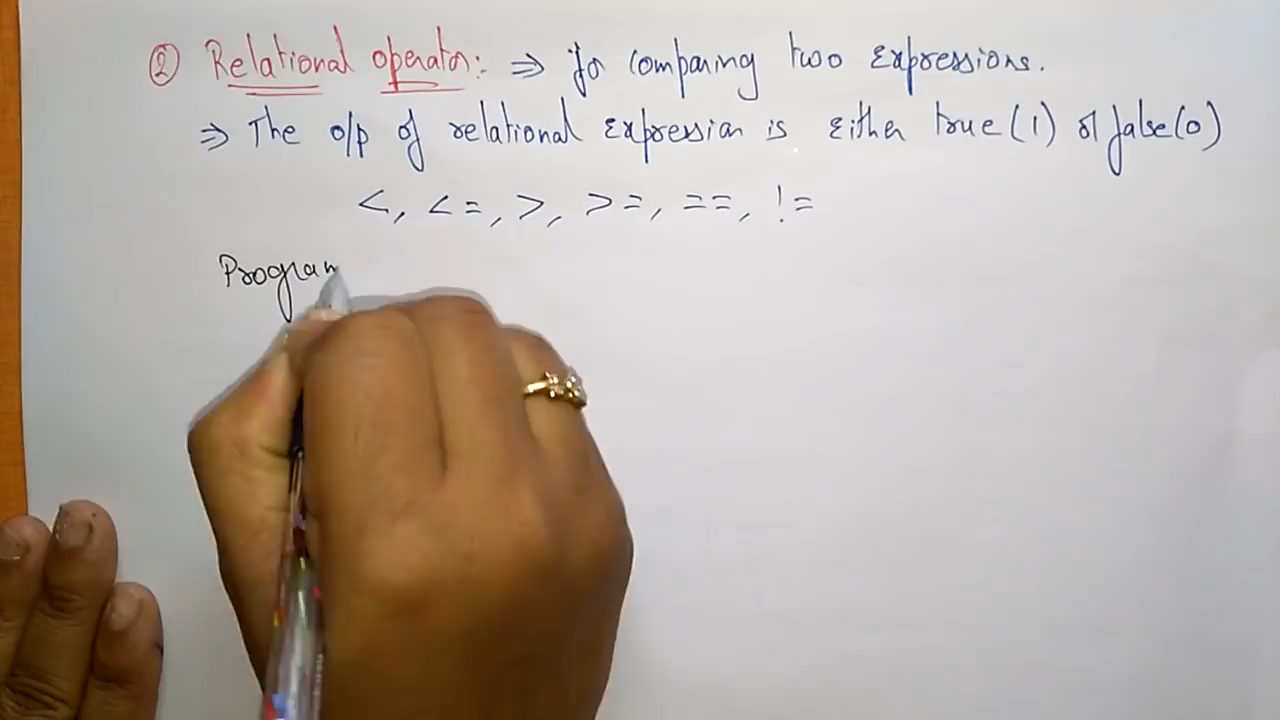 ② Relational operator: ⇒ for comparing two expressions.
⇒ The o/p of relational expression is either true(1) or false(0)
<, <=, >, >=, ==, !=
Program